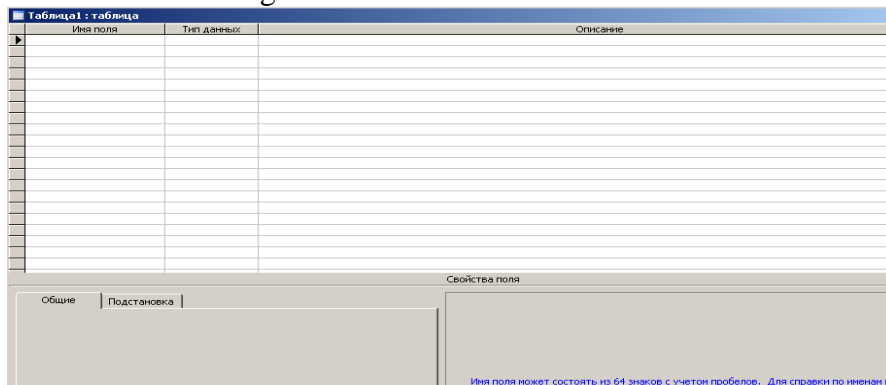 Таблица1 : таблица
Имя поля Тип данных Описание
Свойства поля
Общие Подстановка
Имя поля может состоять из 64 знаков с учетом пробелов. Для справки по именам